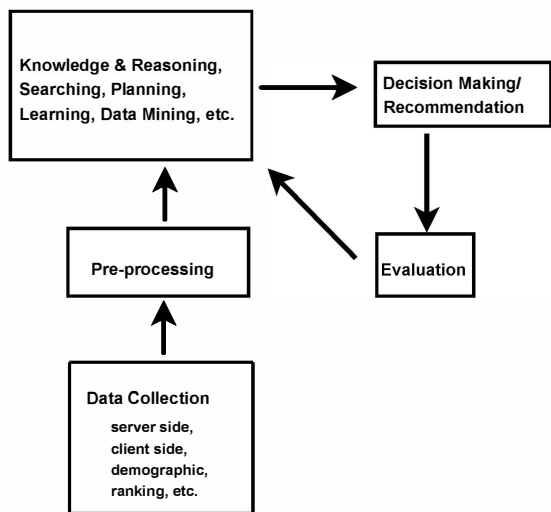 Knowledge & Reasoning,
Searching, Planning,
Learning, Data Mining, etc.
Decision Making/
Recommendation
Pre-processing
Evaluation
Data Collection
server side,
client side,
demographic,
ranking, etc.